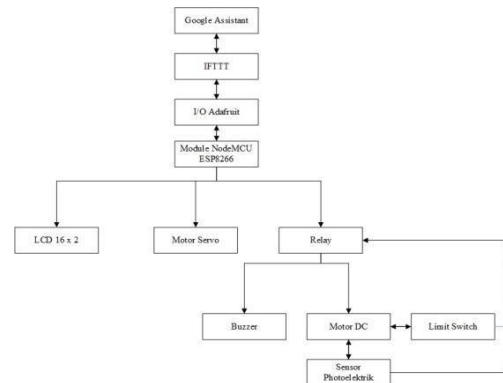 Google Assistant
IFTTT
I/O Adafruit
Module NodeMCU
ESP8266
LCD 16 x 2
Motor Servo
Relay
Buzzer
Motor DC
Limit Switch
Sensor
Photoelektrik